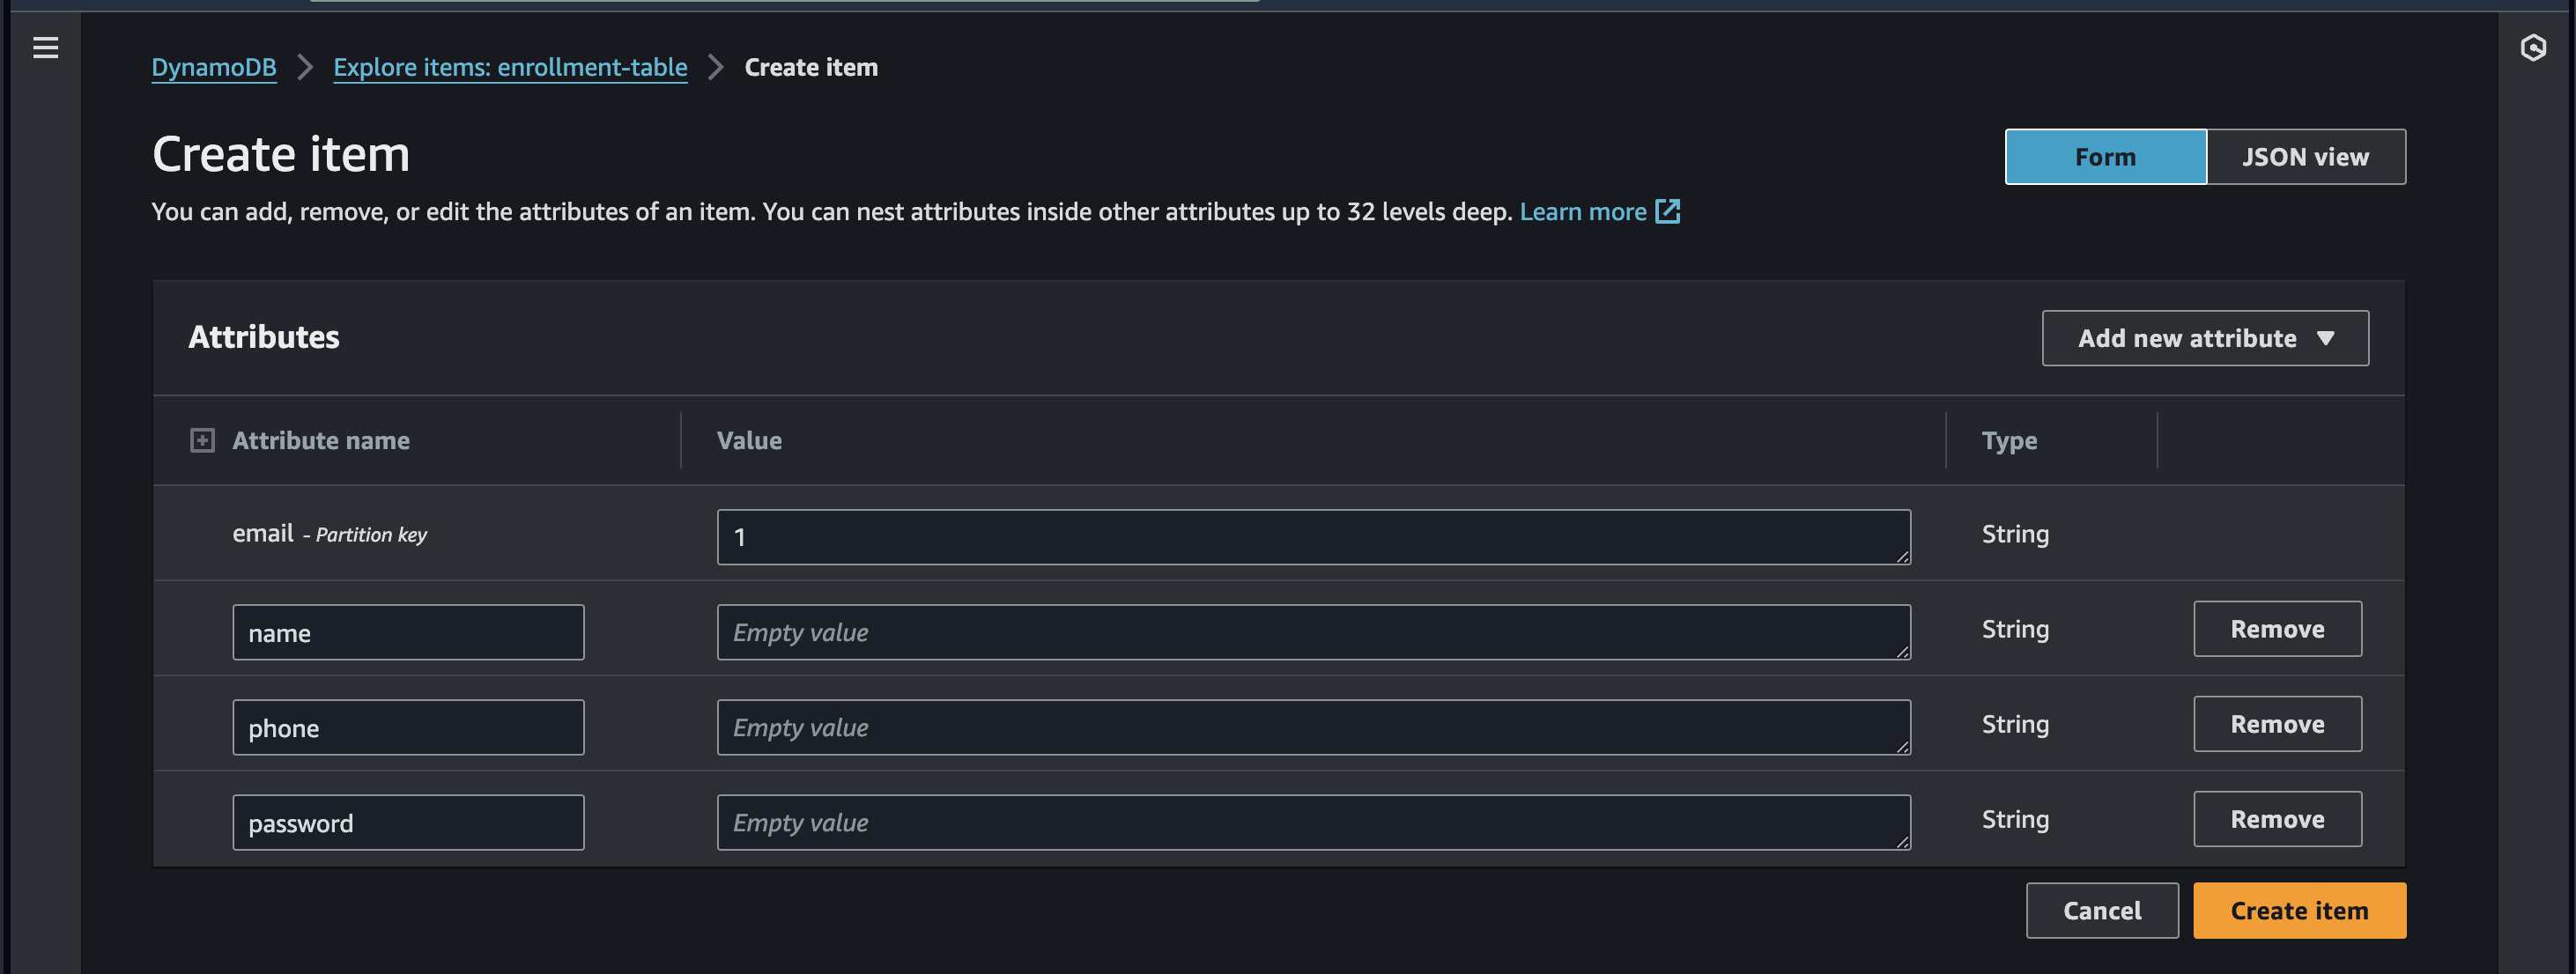 DynamoDB > Explore items: enrollment-table > Create item
Create item
Form JSON view
You can add, remove, or edit the attributes of an item. You can nest attributes inside other attributes up to 32 levels deep. Learn more
Attributes
Add new attribute ▼
Attribute name Value Type
email - Partition key 1 String
name Empty value String Remove
phone Empty value String Remove
password Empty value String Remove
Cancel Create item